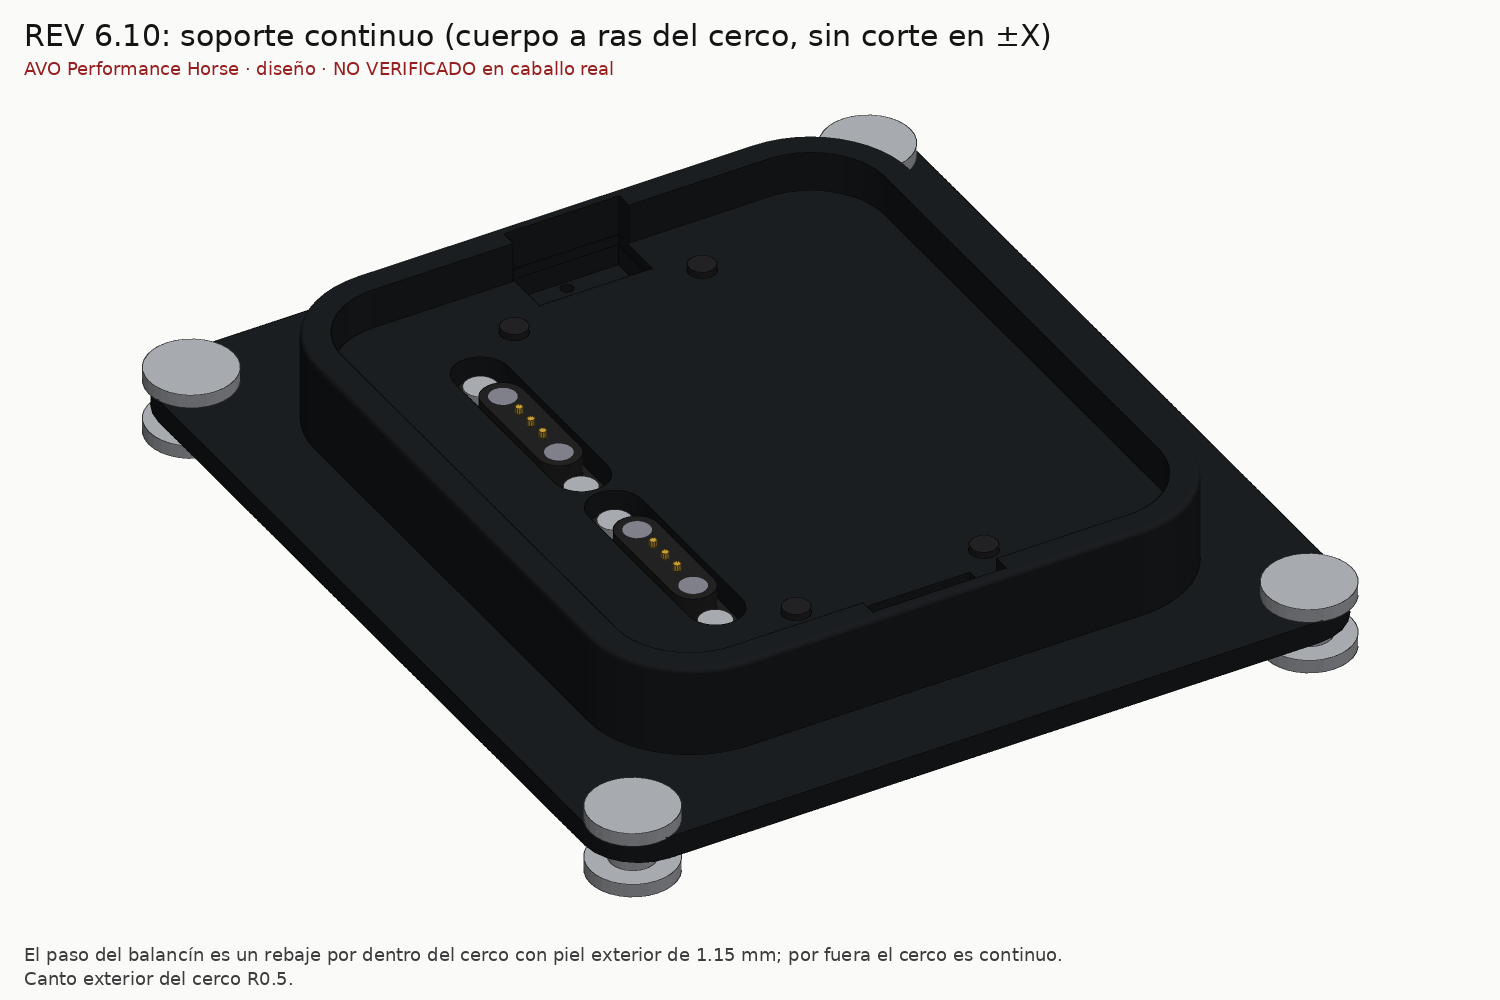 REV 6.10: soporte continuo (cuerpo a ras del cerco, sin corte en ±X)
AVO Performance Horse · diseño · NO VERIFICADO en caballo real
El paso del balancín es un rebaje por dentro del cerco con piel exterior de 1.15 mm; por fuera el cerco es continuo.
Canto exterior del cerco R0.5.